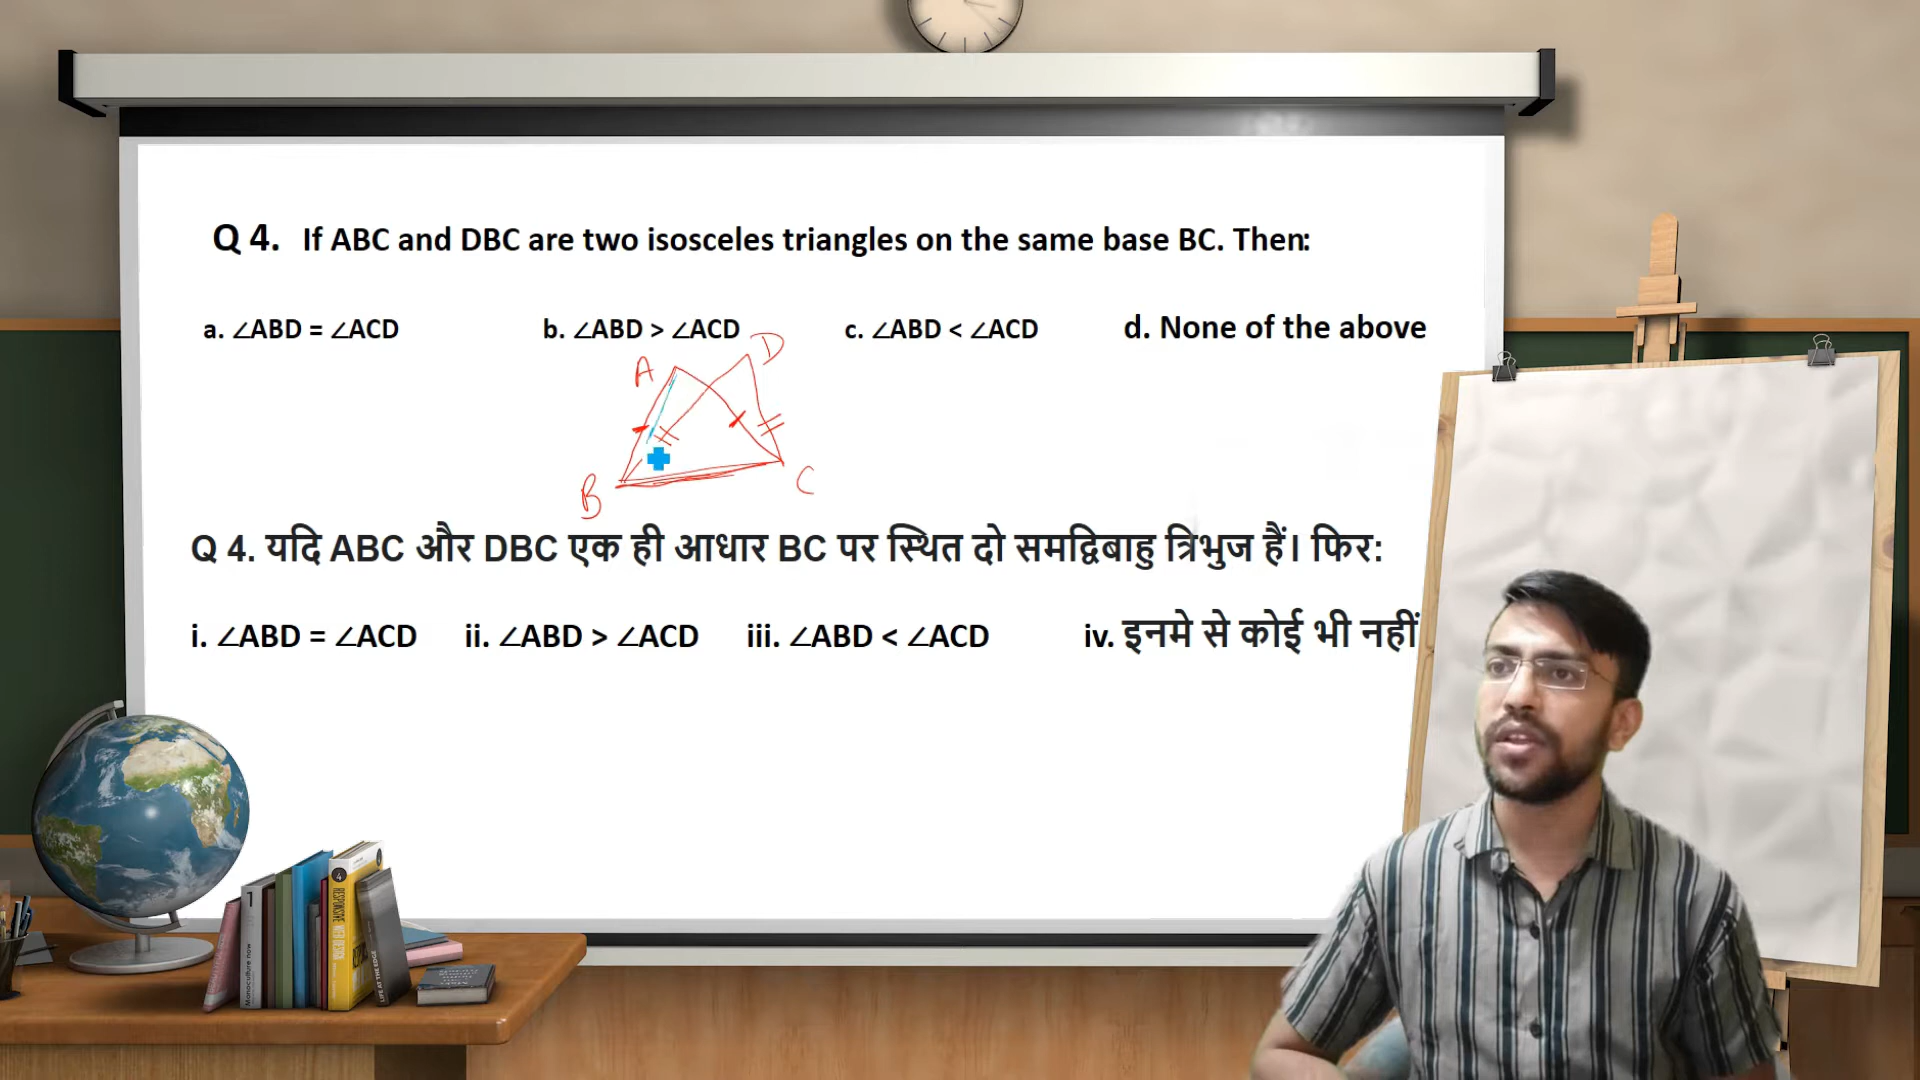 Q 4. If ABC and DBC are two isosceles triangles on the same base BC. Then:
a. ∠ABD = ∠ACD b. ∠ABD > ∠ACD c. ∠ABD < ∠ACD d. None of the above
A D
B C
Q 4. यदि ABC और DBC एक ही आधार BC पर स्थित दो समद्विबाहु त्रिभुज हैं। फिर:
i. ∠ABD = ∠ACD ii. ∠ABD > ∠ACD iii. ∠ABD < ∠ACD iv. इनमे से कोई भी नहीं